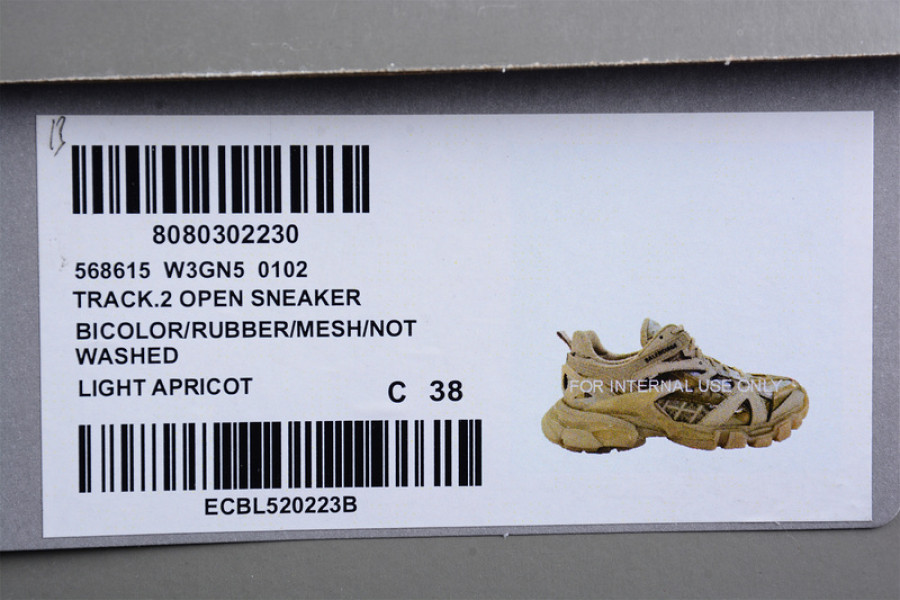 13
8080302230
568615 W3GN5 0102
TRACK.2 OPEN SNEAKER
BICOLOR/RUBBER/MESH/NOT
WASHED
LIGHT APRICOT
C 38
ECBL520223B
BALENCIAGA
FOR INTERNAL USE ONLY